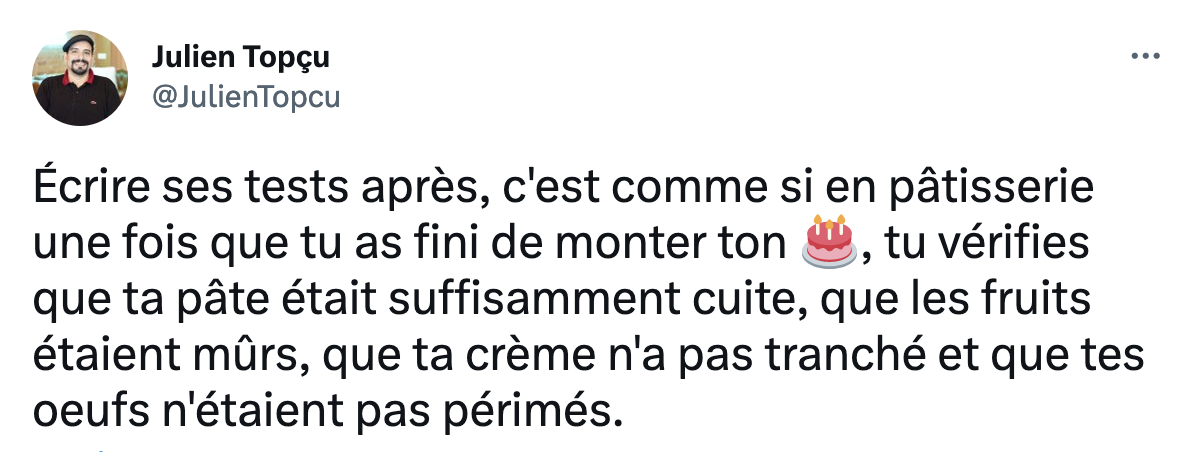 Julien Topçu
@JulienTopcu
Écrire ses tests après, c'est comme si en pâtisserie
une fois que tu as fini de monter ton 🎂, tu vérifies
que ta pâte était suffisamment cuite, que les fruits
étaient mûrs, que ta crème n'a pas tranché et que tes
oeufs n'étaient pas périmés.